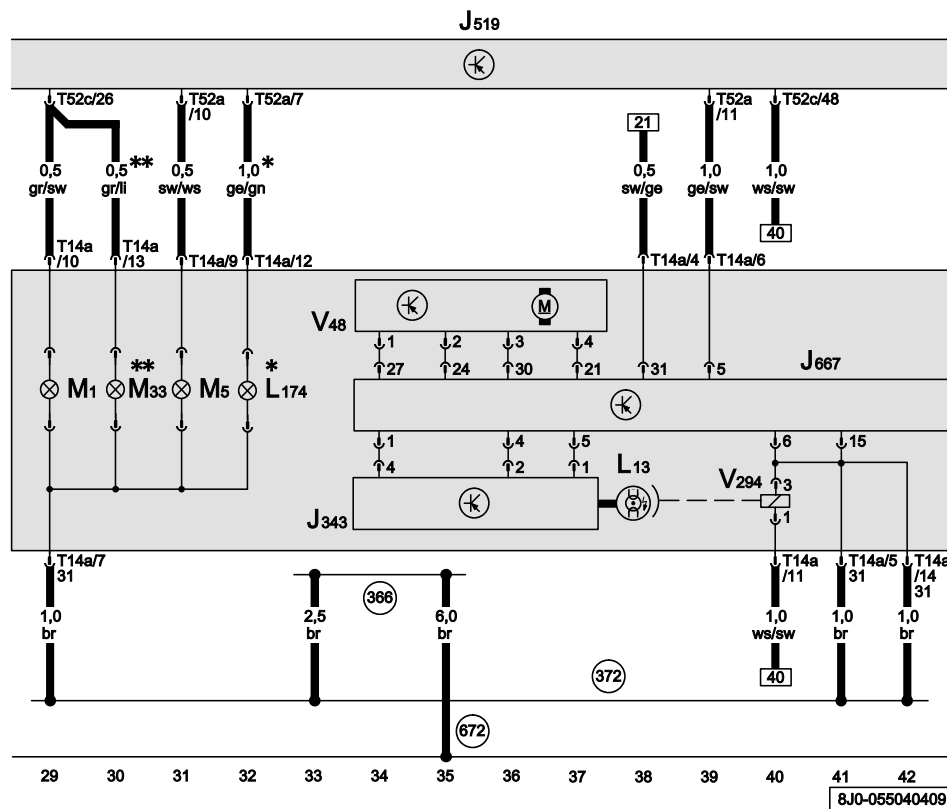 J519
T52c/26 T52a /10 T52a/7 T52a /11 T52c/48
21
** *
0,5 gr/sw 0,5 gr/li 0,5 sw/ws 1,0 ge/gn 0,5 sw/ge 1,0 ge/sw 1,0 ws/sw
40
T14a /10 T14a /13 T14a/9 T14a/12 T14a/4 T14a/6
M
V48
1 2 3 4
27 24 30 21 31 5
J667
** *
M1 M33 M5 L174
1 4 5 6 15
4 2 1
L13 V294 3
1
J343
T14a/7 31 T14a /11 T14a/5 31 T14a /14 31
366
1,0 br 2,5 br 6,0 br 1,0 ws/sw 1,0 br 1,0 br
372 40
672
29 30 31 32 33 34 35 36 37 38 39 40 41 42
8J0-055040409